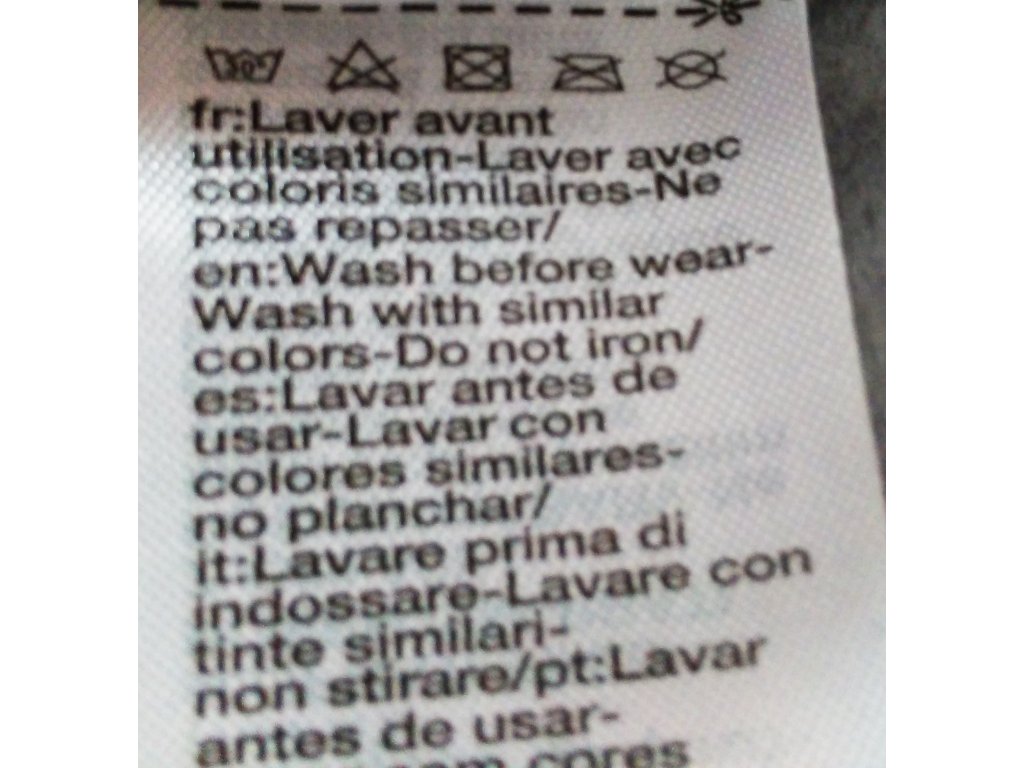 fr:Laver avant
utilisation-Laver avec
coloris similaires-Ne
pas repasser/
en:Wash before wear-
Wash with similar
colors-Do not iron/
es:Lavar antes de
usar-Lavar con
colores similares-
no planchar/
it:Lavare prima di
indossare-Lavare con
tinte similari-
non stirare/pt:Lavar
antes de usar-
cores